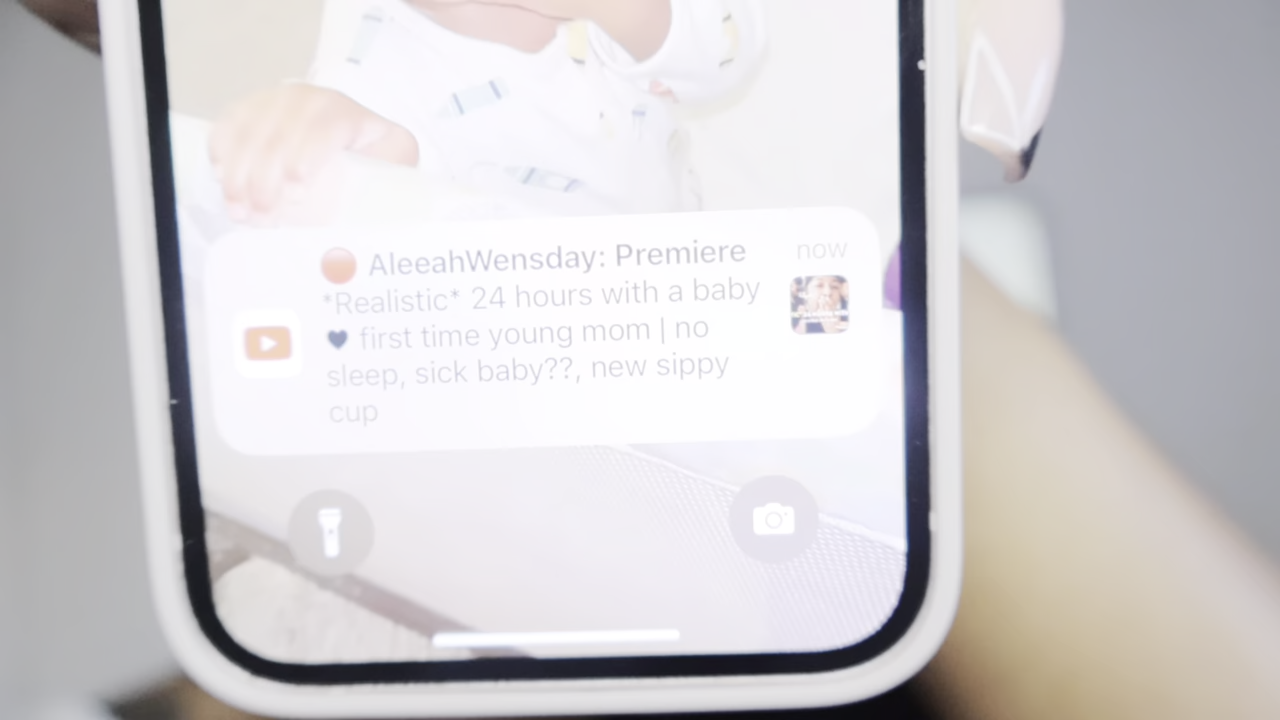 🔴 AleeahWensday: Premiere
now
*Realistic* 24 hours with a baby
🖤 first time young mom | no
sleep, sick baby??, new sippy
cup